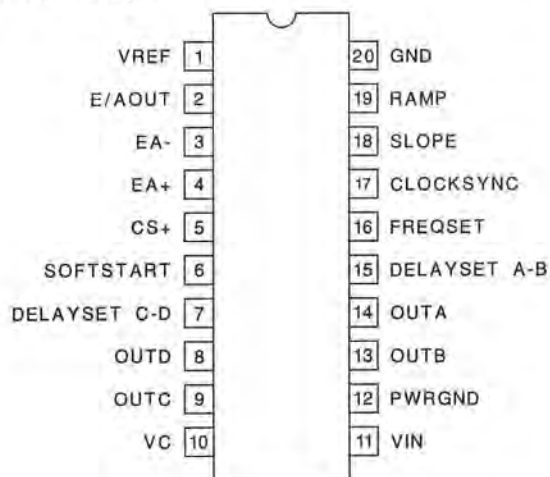 VREF 1
E/AOUT 2
EA- 3
EA+ 4
CS+ 5
SOFTSTART 6
DELAYSET C-D 7
OUTD 8
OUTC 9
VC 10
20 GND
19 RAMP
18 SLOPE
17 CLOCKSYNC
16 FREQSET
15 DELAYSET A-B
14 OUTA
13 OUTB
12 PWRGND
11 VIN